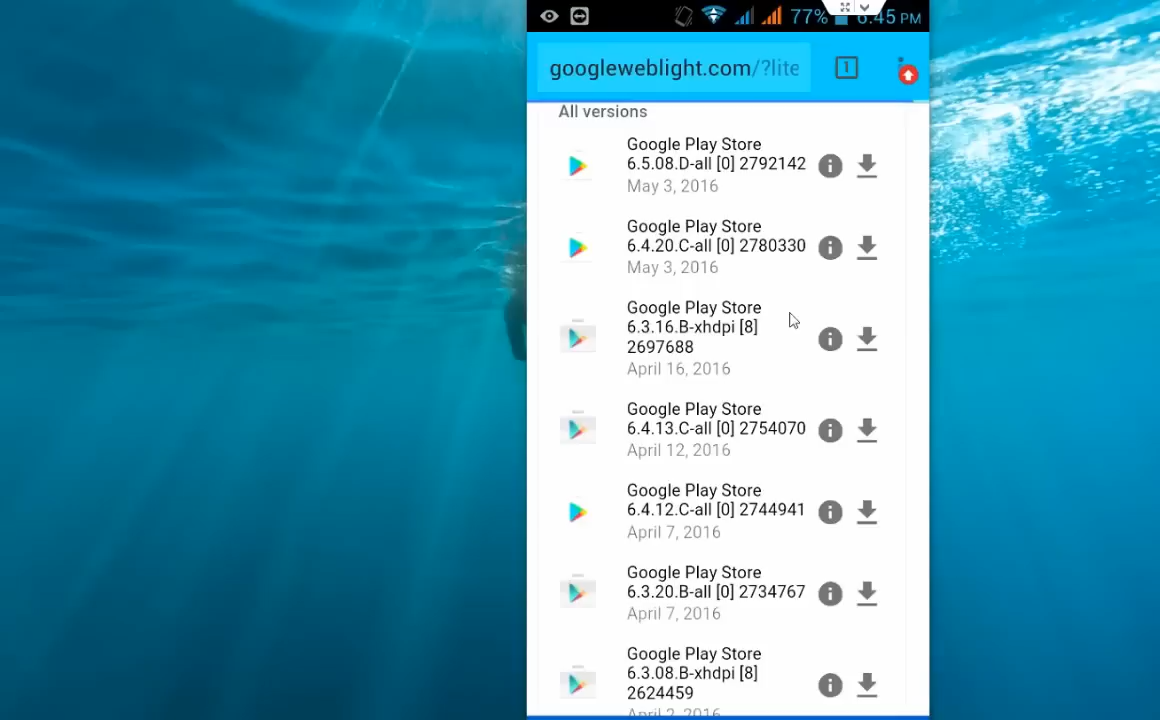 77% 6:45 PM
googleweblight.com/?lite
1
All versions
Google Play Store
6.5.08.D-all [0] 2792142
May 3, 2016
Google Play Store
6.4.20.C-all [0] 2780330
May 3, 2016
Google Play Store
6.3.16.B-xhdpi [8]
2697688
April 16, 2016
Google Play Store
6.4.13.C-all [0] 2754070
April 12, 2016
Google Play Store
6.4.12.C-all [0] 2744941
April 7, 2016
Google Play Store
6.3.20.B-all [0] 2734767
April 7, 2016
Google Play Store
6.3.08.B-xhdpi [8]
2624459
April 2, 2016